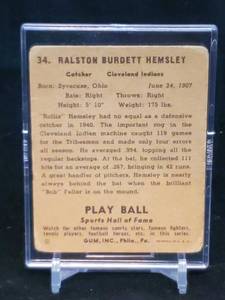 34. RALSTON BURDETT HEMSLEY
Catcher Cleveland Indians
Born: Syracuse, Ohio June 24, 1907
Bats: Right Throws: Right
Height: 5' 10" Weight: 175 lbs.
"Rollie" Hemsley had no equal as a defensive
catcher in 1940. The important cog in the
Cleveland Indian machine caught 119 games
for the Tribesmen and made only four errors
all season. He averaged .994, topping all the
regular backstops. At bat, he collected 111
hits for an average of .267, bringing in 42 runs.
A great handler of pitchers, Hemsley is nearly
always behind the bat when the brilliant
"Bob" Feller is on the mound.
PLAY BALL
Sports Hall of Fame
Watch for other famous sports stars, famous fighters,
tennis players, football heroes, etc. in this series.
GUM, INC., Phila., Pa.